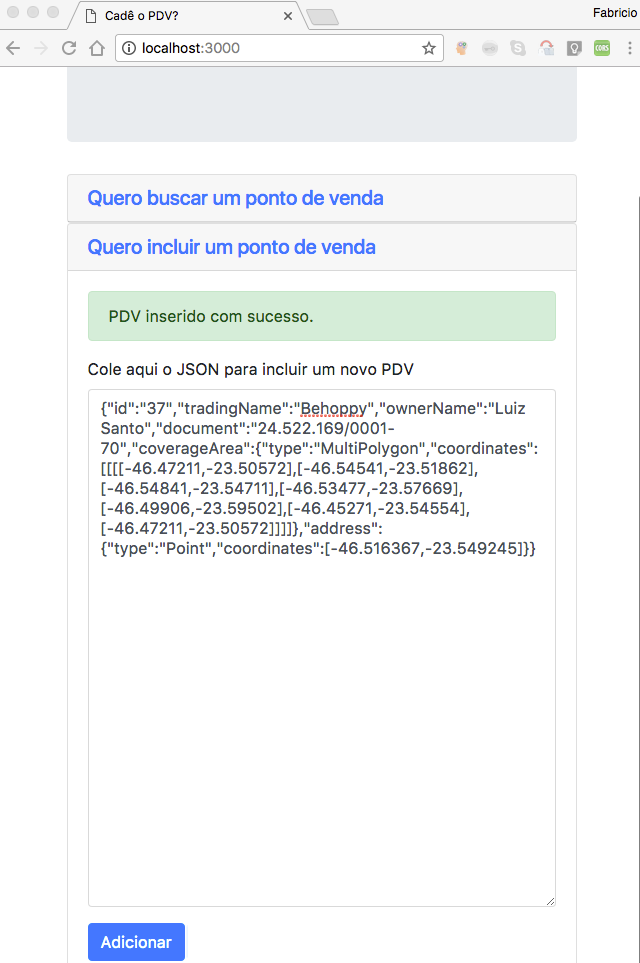 Cadê o PDV?
Fabricio
localhost:3000
CORS
Quero buscar um ponto de venda
Quero incluir um ponto de venda
PDV inserido com sucesso.
Cole aqui o JSON para incluir um novo PDV
{"id":"37","tradingName":"Behoppy","ownerName":"Luiz
Santo","document":"24.522.169/0001-
70","coverageArea":{"type":"MultiPolygon","coordinates":
[[[[-46.47211,-23.50572],[-46.54541,-23.51862],
[-46.54841,-23.54711],[-46.53477,-23.57669],
[-46.49906,-23.59502],[-46.45271,-23.54554],
[-46.47211,-23.50572]]]]},"address":
{"type":"Point","coordinates":[-46.516367,-23.549245]}}
Adicionar